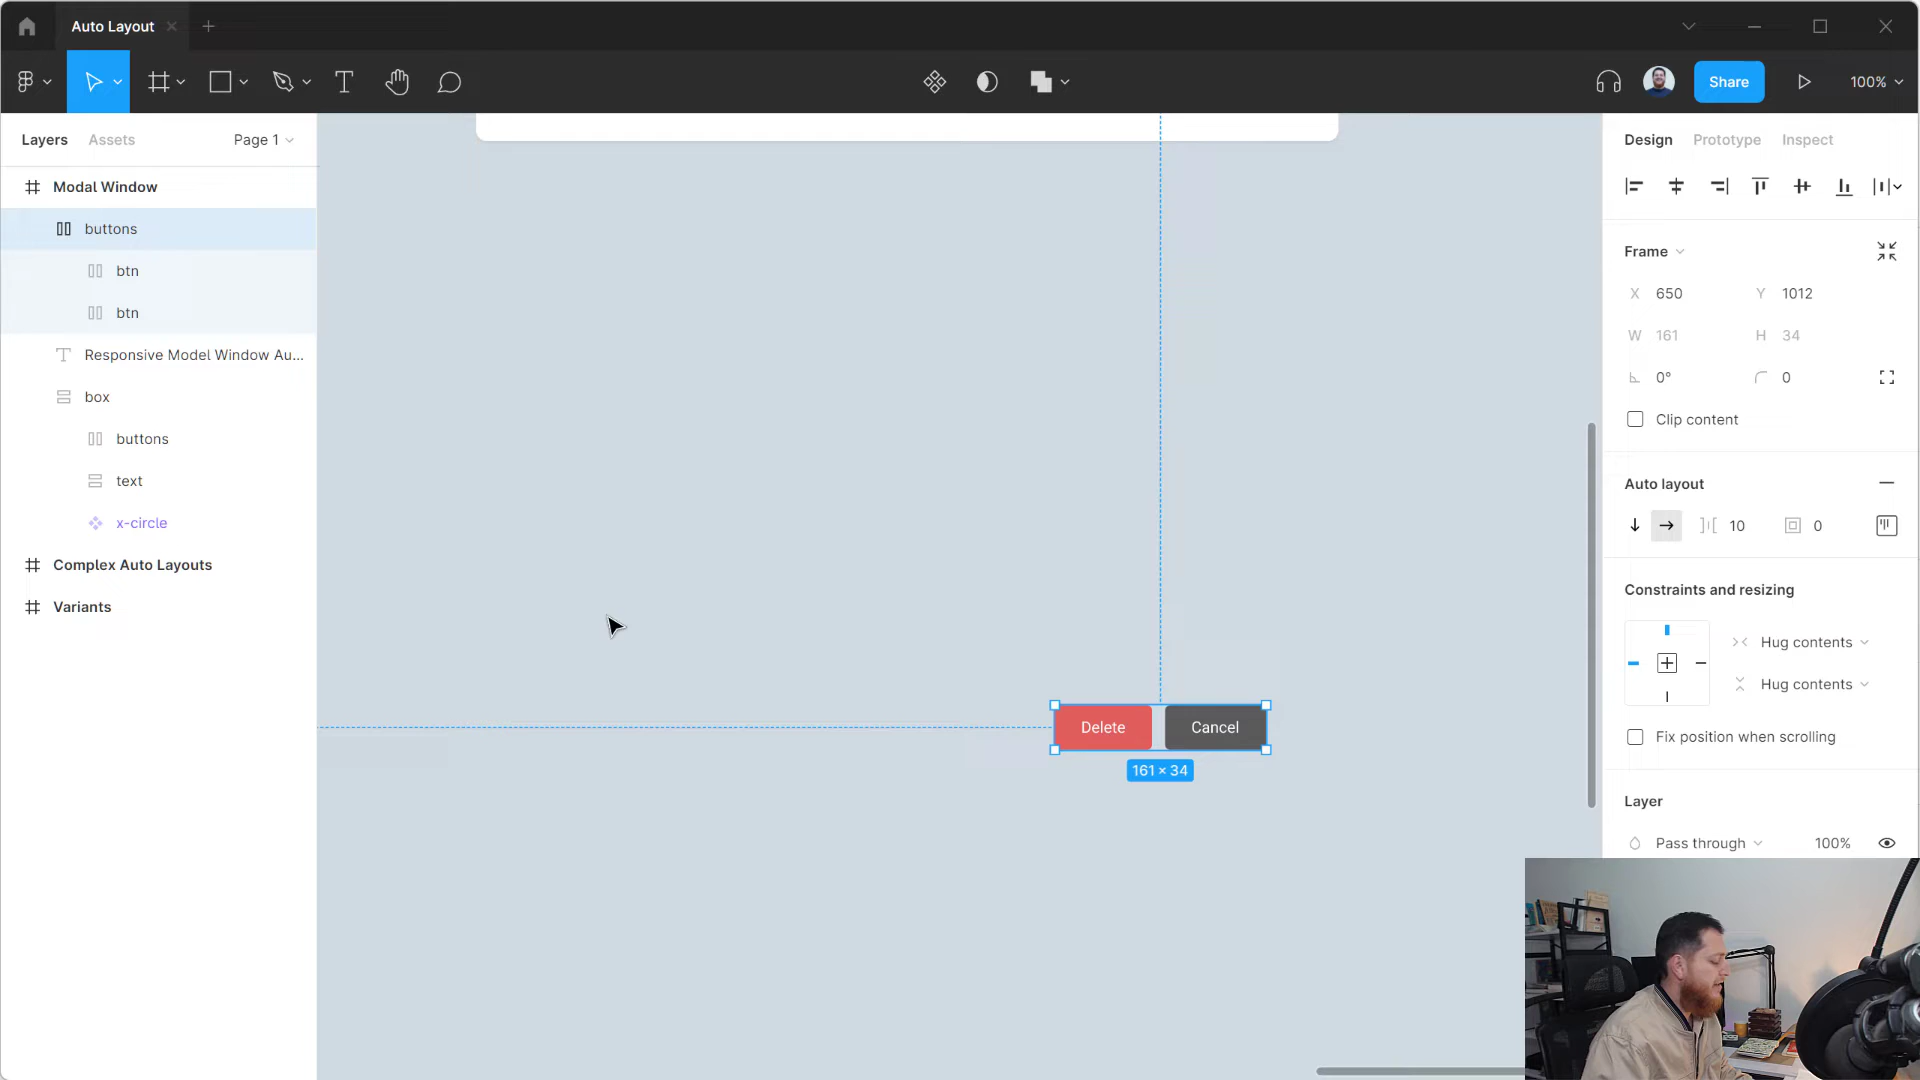 Auto Layout
Share
100%
Layers
Assets
Page 1
Design
Prototype
Inspect
Modal Window
buttons
btn
btn
Responsive Model Window Au...
box
buttons
text
x-circle
Complex Auto Layouts
Variants
Delete
Cancel
161 × 34
Frame
X 650
Y 1012
W 161
H 34
0°
0
Clip content
Auto layout
10
0
Constraints and resizing
Hug contents
Hug contents
Fix position when scrolling
Layer
Pass through
100%